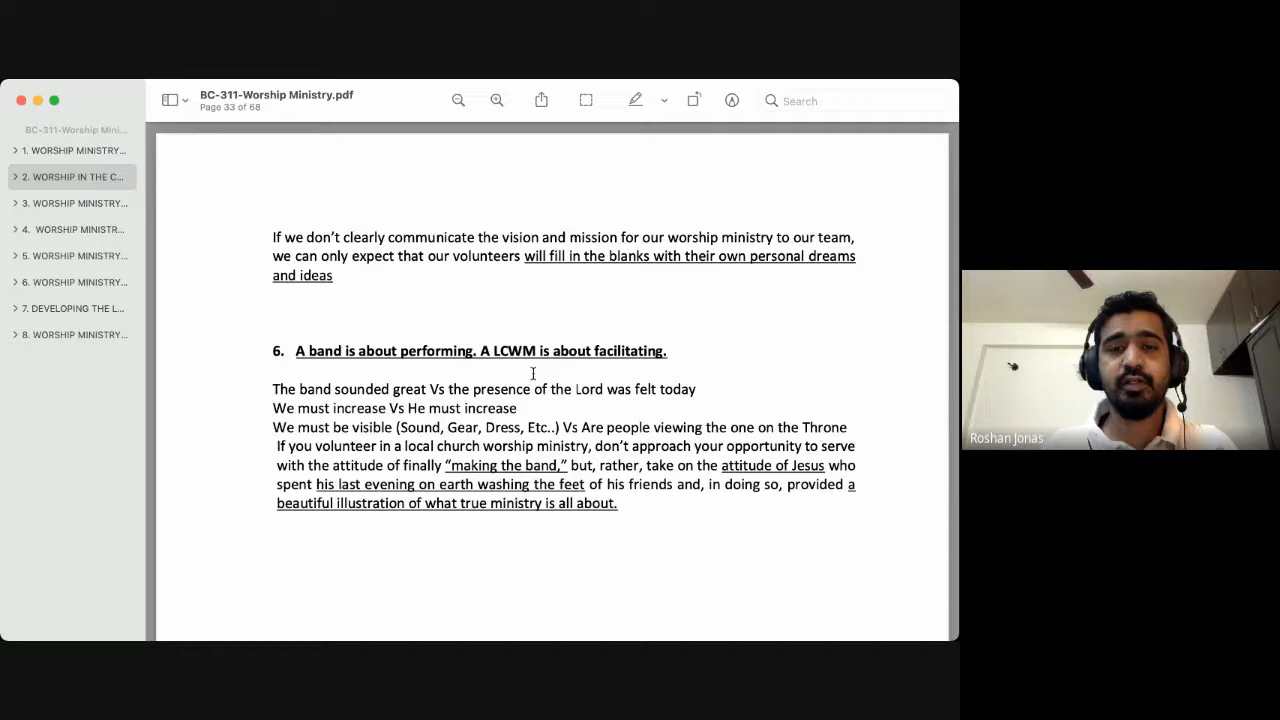 BC-311-Worship Ministry.pdf
Page 33 of 68
Search
BC-311-Worship Mini...
1. WORSHIP MINISTRY...
2. WORSHIP IN THE C...
3. WORSHIP MINISTRY...
4. WORSHIP MINISTR...
5. WORSHIP MINISTRY...
6. WORSHIP MINISTRY...
7. DEVELOPING THE L...
8. WORSHIP MINISTRY...
If we don't clearly communicate the vision and mission for our worship ministry to our team,
we can only expect that our volunteers will fill in the blanks with their own personal dreams
and ideas
6. A band is about performing. A LCWM is about facilitating.
The band sounded great Vs the presence of the Lord was felt today
We must increase Vs He must increase
We must be visible (Sound, Gear, Dress, Etc..) Vs Are people viewing the one on the Throne
If you volunteer in a local church worship ministry, don't approach your opportunity to serve
with the attitude of finally “making the band,” but, rather, take on the attitude of Jesus who
spent his last evening on earth washing the feet of his friends and, in doing so, provided a
beautiful illustration of what true ministry is all about.
Roshan Jonas